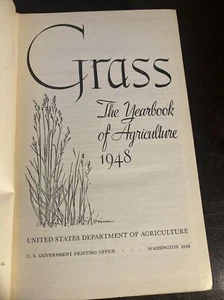 Grass
The Yearbook
of Agriculture
1948
UNITED STATES DEPARTMENT OF AGRICULTURE
U. S. GOVERNMENT PRINTING OFFICE . . . WASHINGTON 1948